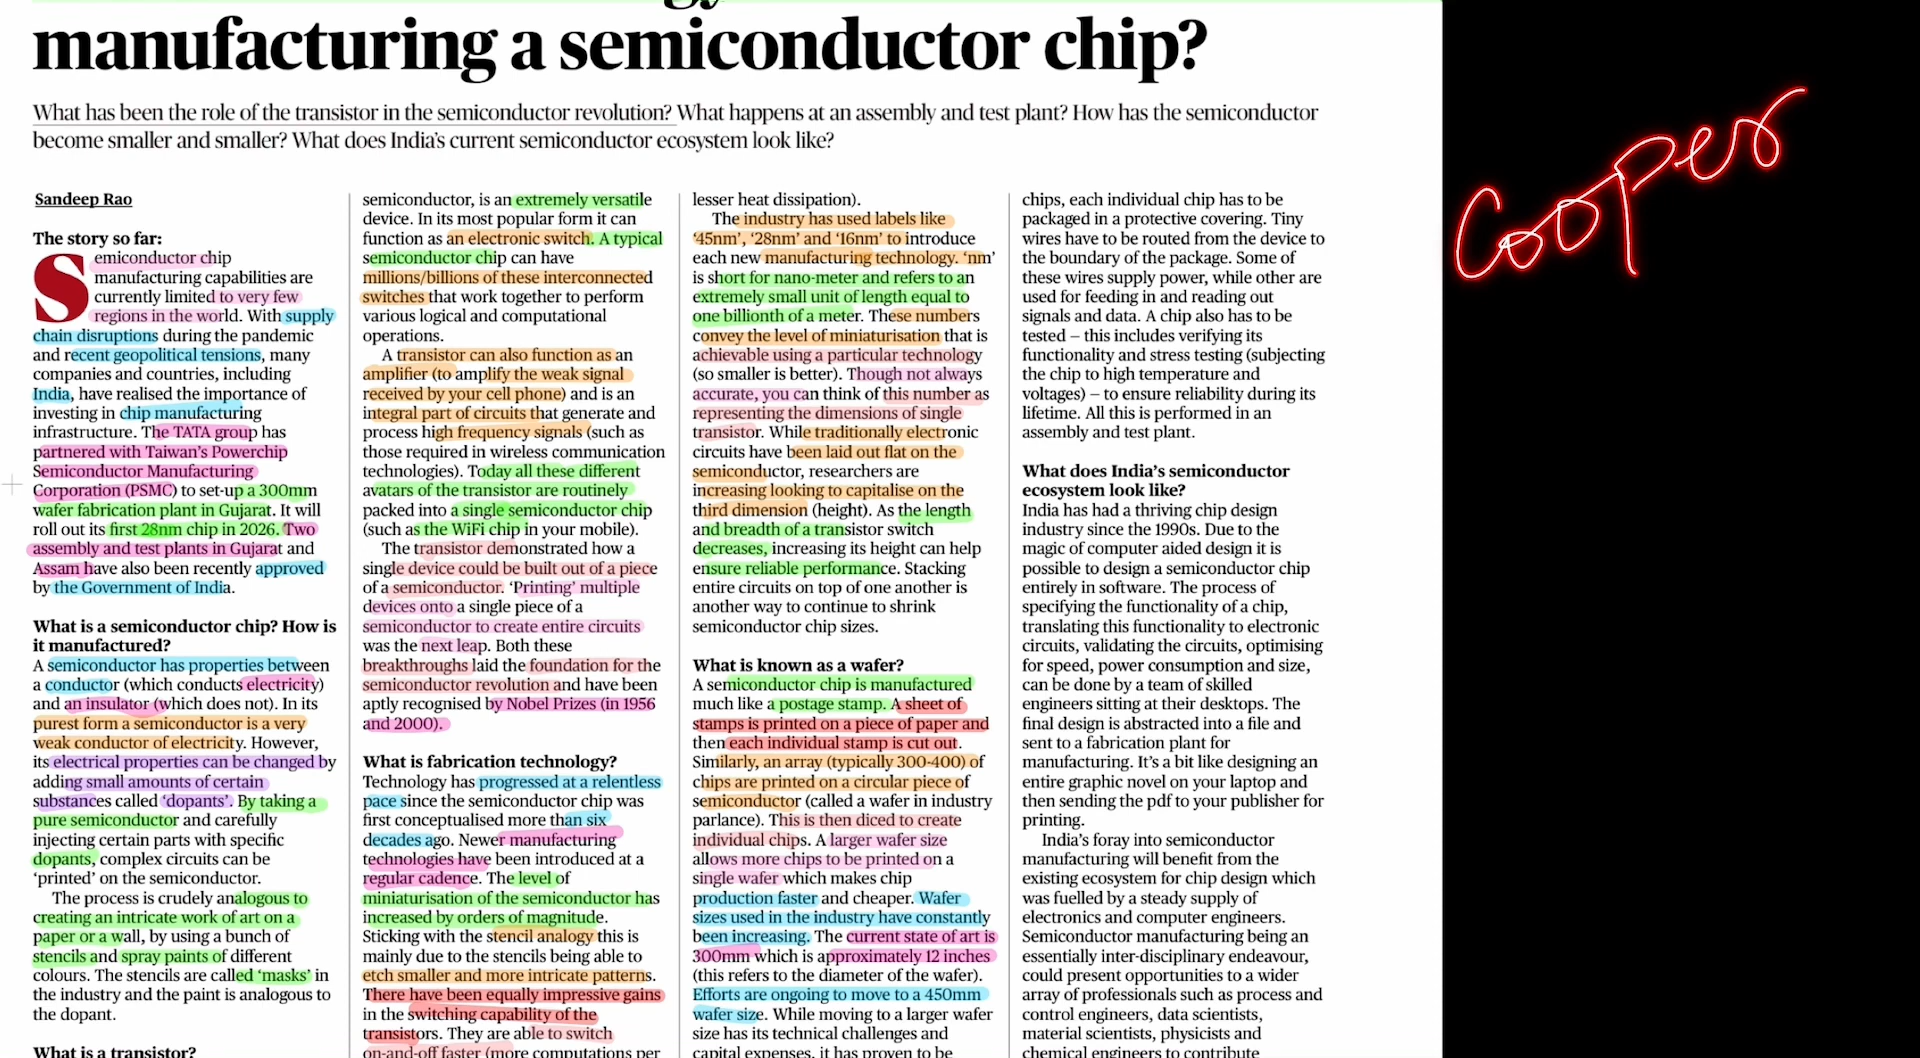 manufacturing a semiconductor chip?
What has been the role of the transistor in the semiconductor revolution? What happens at an assembly and test plant? How has the semiconductor
become smaller and smaller? What does India's current semiconductor ecosystem look like?
Sandeep Rao
The story so far:
Semiconductor chip
manufacturing capabilities are
currently limited to very few
regions in the world. With supply
chain disruptions during the pandemic
and recent geopolitical tensions, many
companies and countries, including
India, have realised the importance of
investing in chip manufacturing
infrastructure. The TATA group has
partnered with Taiwan's Powerchip
Semiconductor Manufacturing
Corporation (PSMC) to set-up a 300mm
wafer fabrication plant in Gujarat. It will
roll out its first 28nm chip in 2026. Two
assembly and test plants in Gujarat and
Assam have also been recently approved
by the Government of India.
What is a semiconductor chip? How is
it manufactured?
A semiconductor has properties between
a conductor (which conducts electricity)
and an insulator (which does not). In its
purest form a semiconductor is a very
weak conductor of electricity. However,
its electrical properties can be changed by
adding small amounts of certain
substances called 'dopants'. By taking a
pure semiconductor and carefully
injecting certain parts with specific
dopants, complex circuits can be
'printed' on the semiconductor.
The process is crudely analogous to
creating an intricate work of art on a
paper or a wall, by using a bunch of
stencils and spray paints of different
colours. The stencils are called 'masks' in
the industry and the paint is analogous to
the dopant.
What is a transistor?
semiconductor, is an extremely versatile
device. In its most popular form it can
function as an electronic switch. A typical
semiconductor chip can have
millions/billions of these interconnected
switches that work together to perform
various logical and computational
operations.
A transistor can also function as an
amplifier (to amplify the weak signal
received by your cell phone) and is an
integral part of circuits that generate and
process high frequency signals (such as
those required in wireless communication
technologies). Today all these different
avatars of the transistor are routinely
packed into a single semiconductor chip
(such as the WiFi chip in your mobile).
The transistor demonstrated how a
single device could be built out of a piece
of a semiconductor. 'Printing' multiple
devices onto a single piece of a
semiconductor to create entire circuits
was the next leap. Both these
breakthroughs laid the foundation for the
semiconductor revolution and have been
aptly recognised by Nobel Prizes (in 1956
and 2000).
What is fabrication technology?
Technology has progressed at a relentless
pace since the semiconductor chip was
first conceptualised more than six
decades ago. Newer manufacturing
technologies have been introduced at a
regular cadence. The level of
miniaturisation of the semiconductor has
increased by orders of magnitude.
Sticking with the stencil analogy this is
mainly due to the stencils being able to
etch smaller and more intricate patterns.
There have been equally impressive gains
in the switching capability of the
transistors. They are able to switch
on-and-off faster (more computations per
lesser heat dissipation).
The industry has used labels like
'45nm', '28nm' and '16nm' to introduce
each new manufacturing technology. 'nm'
is short for nano-meter and refers to an
extremely small unit of length equal to
one billionth of a meter. These numbers
convey the level of miniaturisation that is
achievable using a particular technology
(so smaller is better). Though not always
accurate, you can think of this number as
representing the dimensions of single
transistor. While traditionally electronic
circuits have been laid out flat on the
semiconductor, researchers are
increasing looking to capitalise on the
third dimension (height). As the length
and breadth of a transistor switch
decreases, increasing its height can help
ensure reliable performance. Stacking
entire circuits on top of one another is
another way to continue to shrink
semiconductor chip sizes.
What is known as a wafer?
A semiconductor chip is manufactured
much like a postage stamp. A sheet of
stamps is printed on a piece of paper and
then each individual stamp is cut out.
Similarly, an array (typically 300-400) of
chips are printed on a circular piece of
semiconductor (called a wafer in industry
parlance). This is then diced to create
individual chips. A larger wafer size
allows more chips to be printed on a
single wafer which makes chip
production faster and cheaper. Wafer
sizes used in the industry have constantly
been increasing. The current state of art is
300mm which is approximately 12 inches
(this refers to the diameter of the wafer).
Efforts are ongoing to move to a 450mm
wafer size. While moving to a larger wafer
size has its technical challenges and
capital expenses, it has proven to be
chips, each individual chip has to be
packaged in a protective covering. Tiny
wires have to be routed from the device to
the boundary of the package. Some of
these wires supply power, while other are
used for feeding in and reading out
signals and data. A chip also has to be
tested – this includes verifying its
functionality and stress testing (subjecting
the chip to high temperature and
voltages) – to ensure reliability during its
lifetime. All this is performed in an
assembly and test plant.
What does India's semiconductor
ecosystem look like?
India has had a thriving chip design
industry since the 1990s. Due to the
magic of computer aided design it is
possible to design a semiconductor chip
entirely in software. The process of
specifying the functionality of a chip,
translating this functionality to electronic
circuits, validating the circuits, optimising
for speed, power consumption and size,
can be done by a team of skilled
engineers sitting at their desktops. The
final design is abstracted into a file and
sent to a fabrication plant for
manufacturing. It's a bit like designing an
entire graphic novel on your laptop and
then sending the pdf to your publisher for
printing.
India's foray into semiconductor
manufacturing will benefit from the
existing ecosystem for chip design which
was fuelled by a steady supply of
electronics and computer engineers.
Semiconductor manufacturing being an
essentially inter-disciplinary endeavour,
could present opportunities to a wider
array of professionals such as process and
control engineers, data scientists,
material scientists, physicists and
chemical engineers to contribute
Cooper